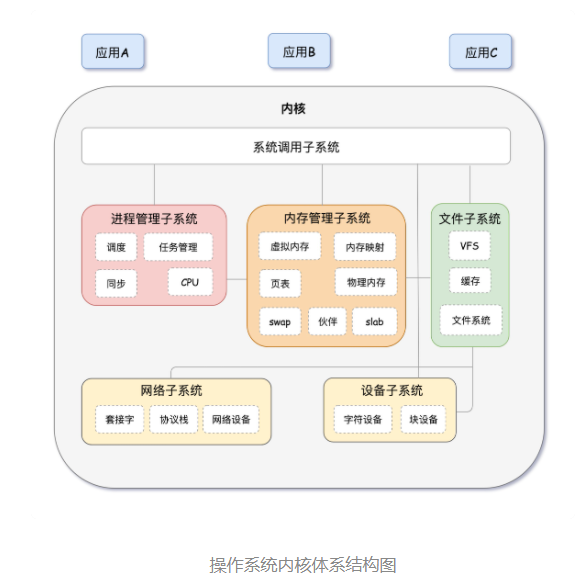 应用A
应用B
应用C
内核
系统调用子系统
进程管理子系统
调度
任务管理
同步
CPU
内存管理子系统
虚拟内存
内存映射
页表
物理内存
swap
伙伴
slab
文件子系统
VFS
缓存
文件系统
网络子系统
套接字
协议栈
网络设备
设备子系统
字符设备
块设备
操作系统内核体系结构图